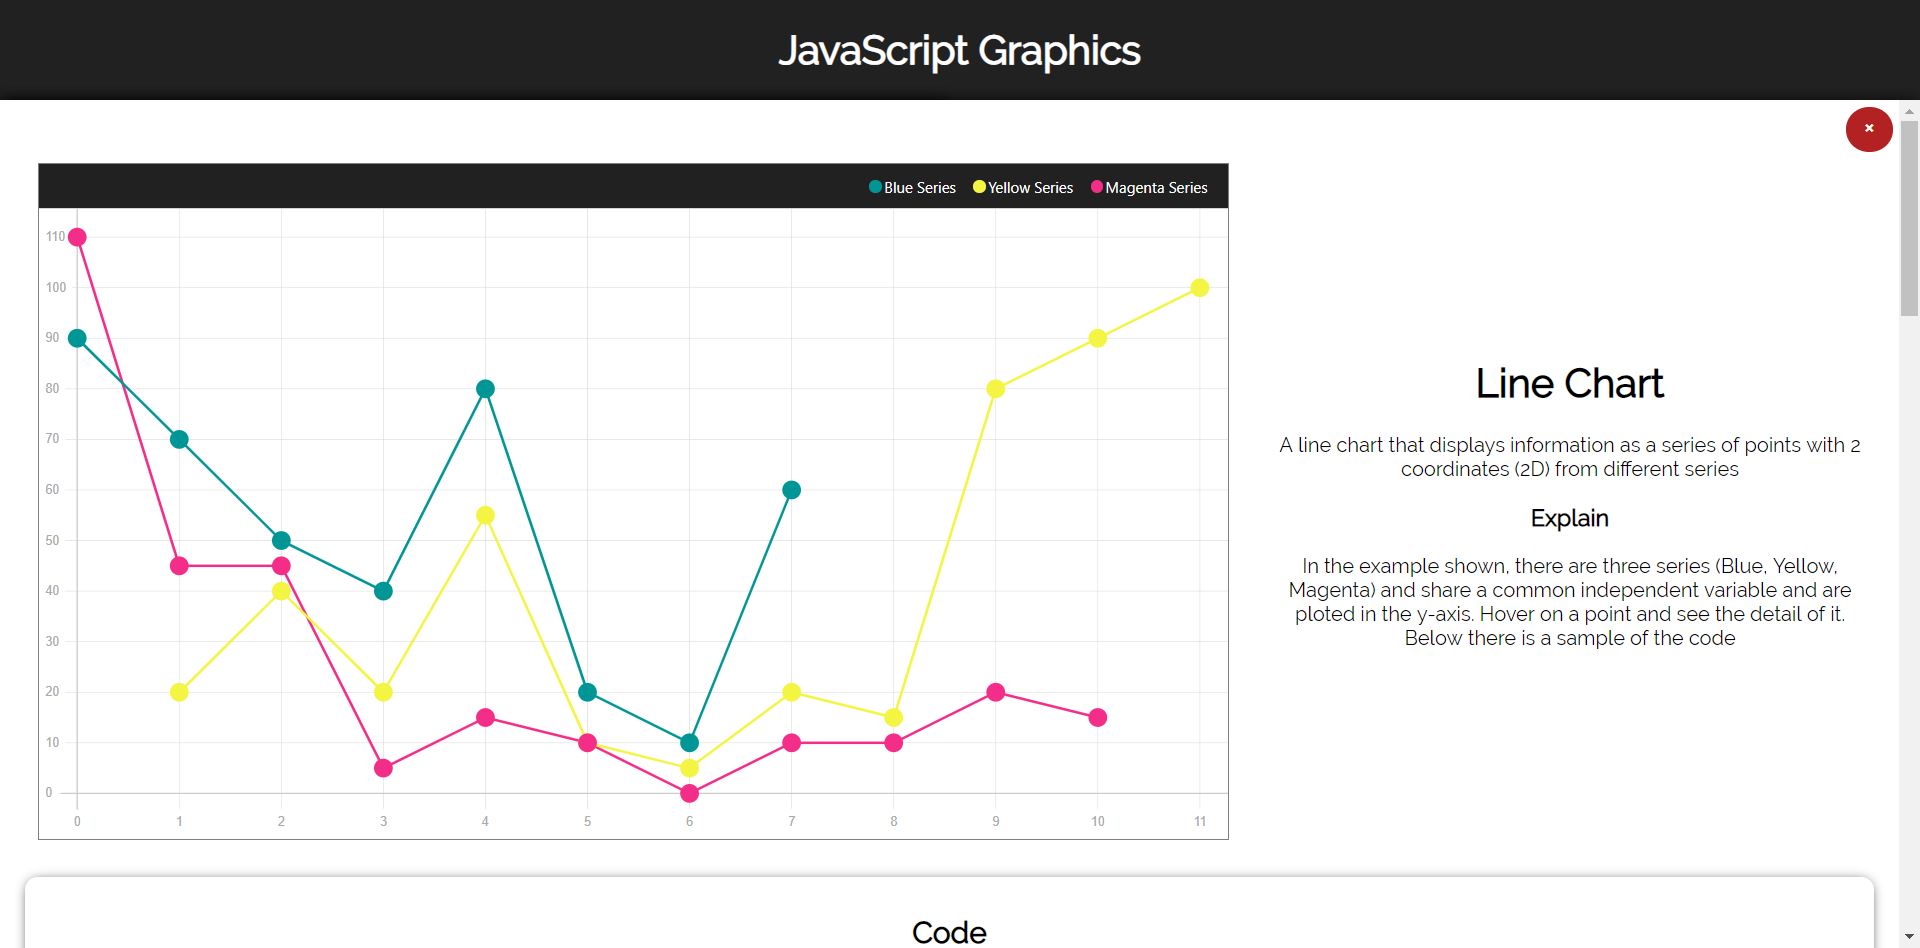 JavaScript Graphics
×
Blue Series Yellow Series Magenta Series
110
100
90
80
70
60
50
40
30
20
10
0
0 1 2 3 4 5 6 7 8 9 10 11
Line Chart
A line chart that displays information as a series of points with 2
coordinates (2D) from different series
Explain
In the example shown, there are three series (Blue, Yellow,
Magenta) and share a common independent variable and are
ploted in the y-axis. Hover on a point and see the detail of it.
Below there is a sample of the code
Code